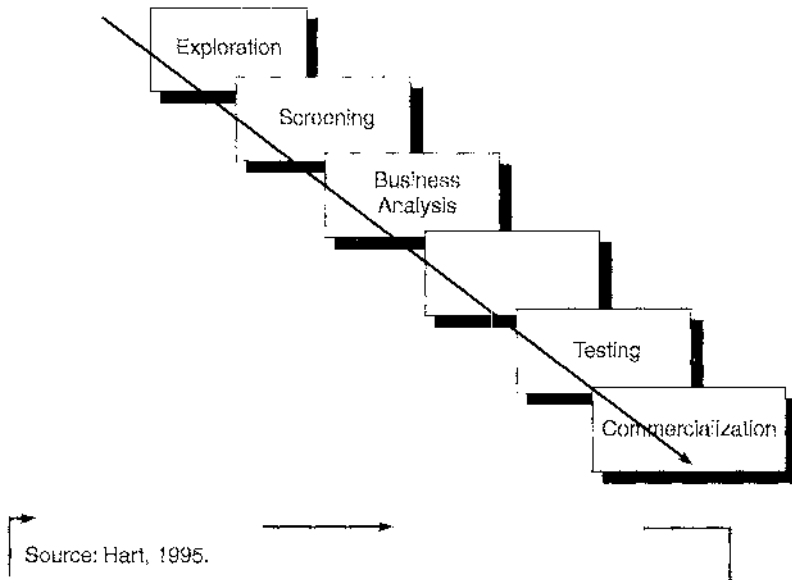 Exploration
Screening
Business
Analysis
Testing
Commercialization
Source: Hart, 1995.